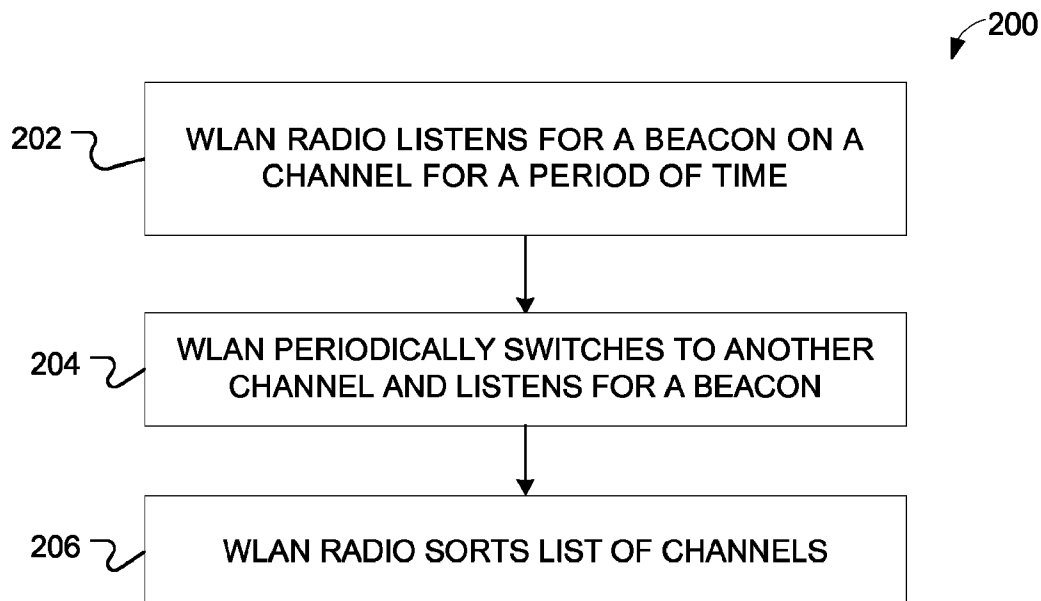 200
202
WLAN RADIO LISTENS FOR A BEACON ON A
CHANNEL FOR A PERIOD OF TIME
204
WLAN PERIODICALLY SWITCHES TO ANOTHER
CHANNEL AND LISTENS FOR A BEACON
206
WLAN RADIO SORTS LIST OF CHANNELS